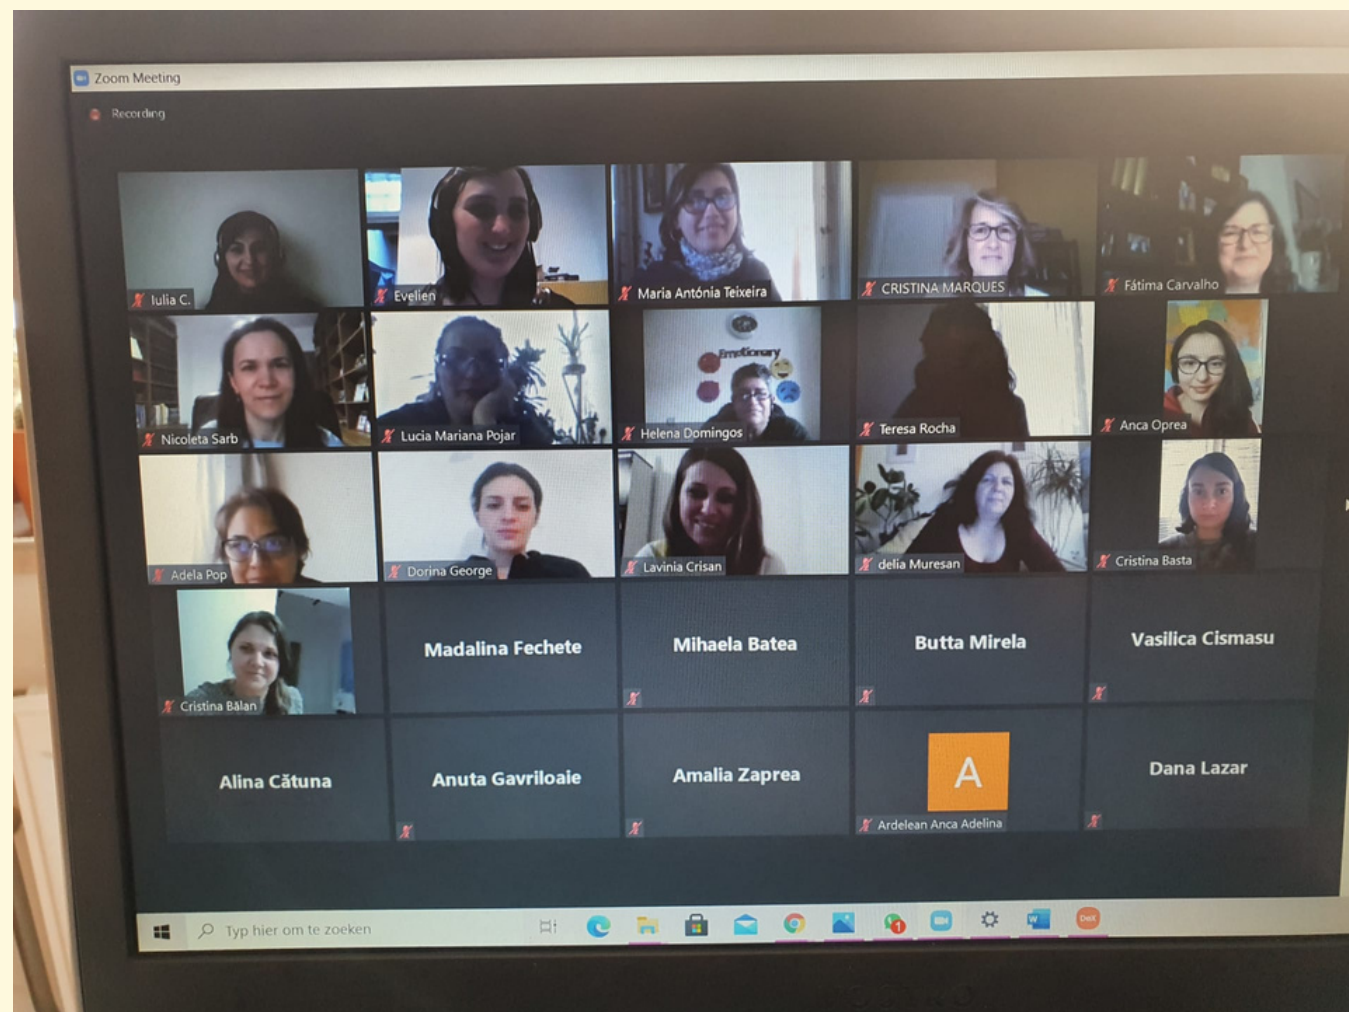 Zoom Meeting
Recording
Iulia C.
Evelien
Maria Antónia Teixeira
CRISTINA MARQUES
Fátima Carvalho
Nicoleta Sarb
Lucia Mariana Pojar
Emotionary
Helena Domingos
Teresa Rocha
Anca Oprea
Adela Pop
Dorina George
Lavinia Crisan
delia Muresan
Cristina Basta
Cristina Bălan
Madalina Fechete
Mihaela Batea
Butta Mirela
Vasilica Cismasu
Alina Cătuna
Anuta Gavriloaie
Amalia Zaprea
A
Ardelean Anca Adelina
Dana Lazar
Typ hier om te zoeken
1
W